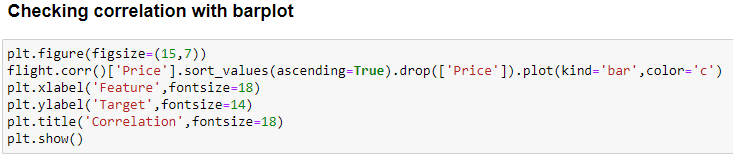 Checking correlation with barplot
plt.figure(figsize=(15,7))
flight.corr()['Price'].sort_values(ascending=True).drop(['Price']).plot(kind='bar',color='c')
plt.xlabel('Feature',fontsize=18)
plt.ylabel('Target',fontsize=14)
plt.title('Correlation',fontsize=18)
plt.show()